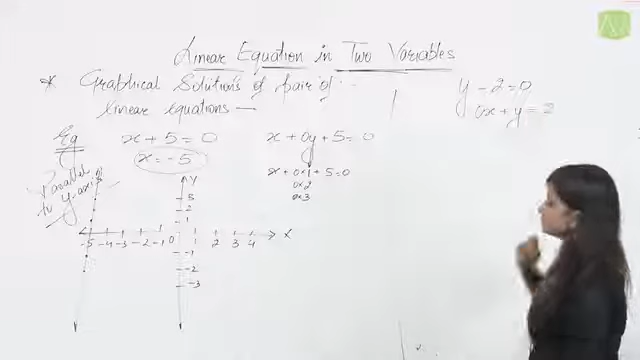 Linear Equation in Two Variables
* Graphical Solutions of pair of
linear equations —
Eg x + 5 = 0
x = -5
x + 0y + 5 = 0
x + 0×1 + 5 = 0
0×2
0×3
y - 2 = 0
0x + y = 2
Parallel
to y-axis
Y
3
2
1
-5 -4 -3 -2 -1 0 2 3 4 X
-1
-2
-3